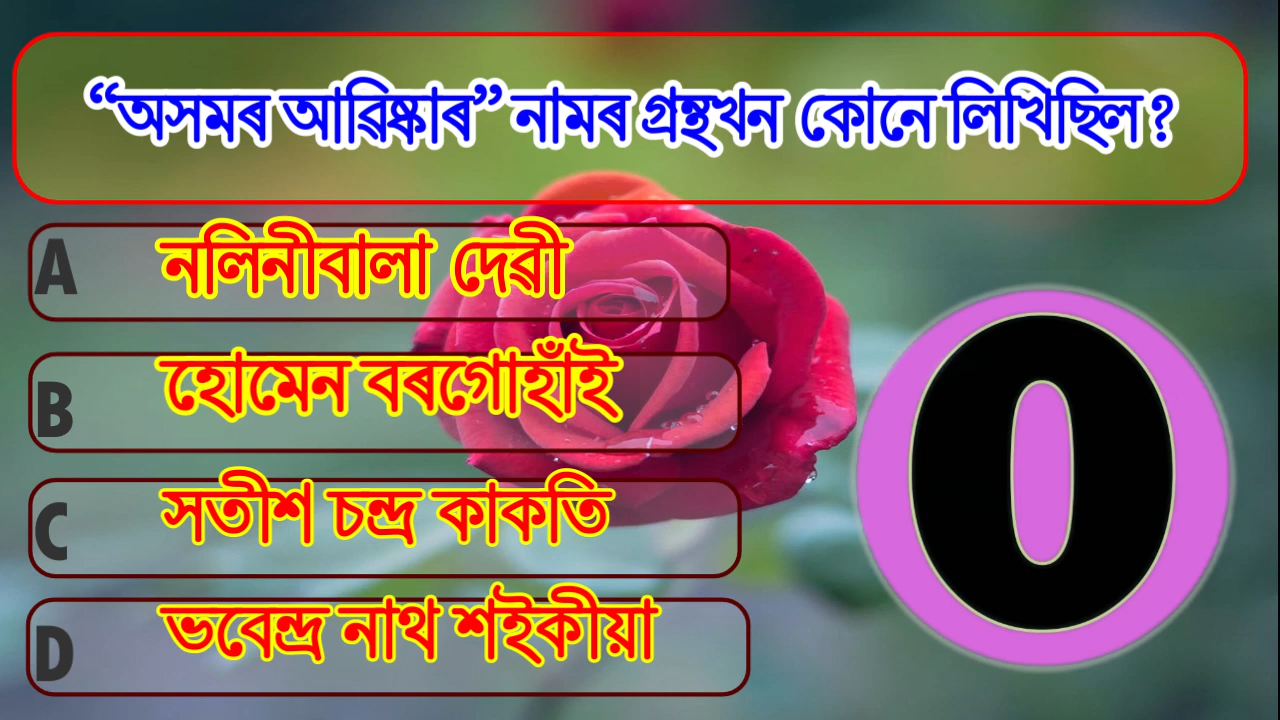 “অসমৰ আৱিষ্কাৰ” নামৰ গ্ৰন্থখন কোনে লিখিছিল?
A নলিনীবালা দেৱী
B হোমেন বৰগোহাঁই
C সতীশ চন্দ্ৰ কাকতি
D ভবেন্দ্ৰ নাথ শইকীয়া
0